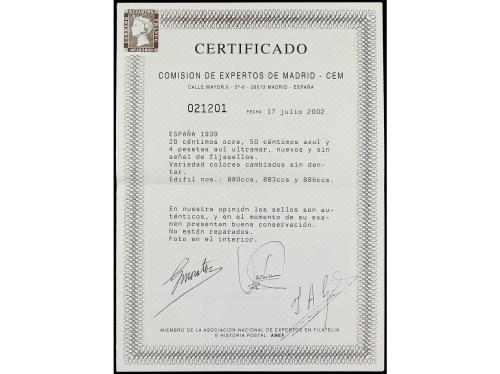 CERTIFICADO
COMISION DE EXPERTOS DE MADRID - CEM
CALLE MAYOR,6 - 3º-6 - 28013 MADRID - ESPAÑA
021201 FECHA 17 julio 2002
ESPAÑA 1939
20 céntimos ocre, 50 céntimos azul y
4 pesetas aul ultramar, nuevos y sin
señal de fijasellos.
Variedad colores cambiados sin den-
tar.
Edifil nos.: 880ccs, 883ccs y 886ccs.
En nuestra opinión los sellos son au-
ténticos, y en el momento de su exa-
men presentan buena conservación.
No están reparados.
Foto en el interior.
MIEMBRO DE LA ASOCIACIÓN NACIONAL DE EXPERTOS EN FILATELIA
E HISTORIA POSTAL: ANEF